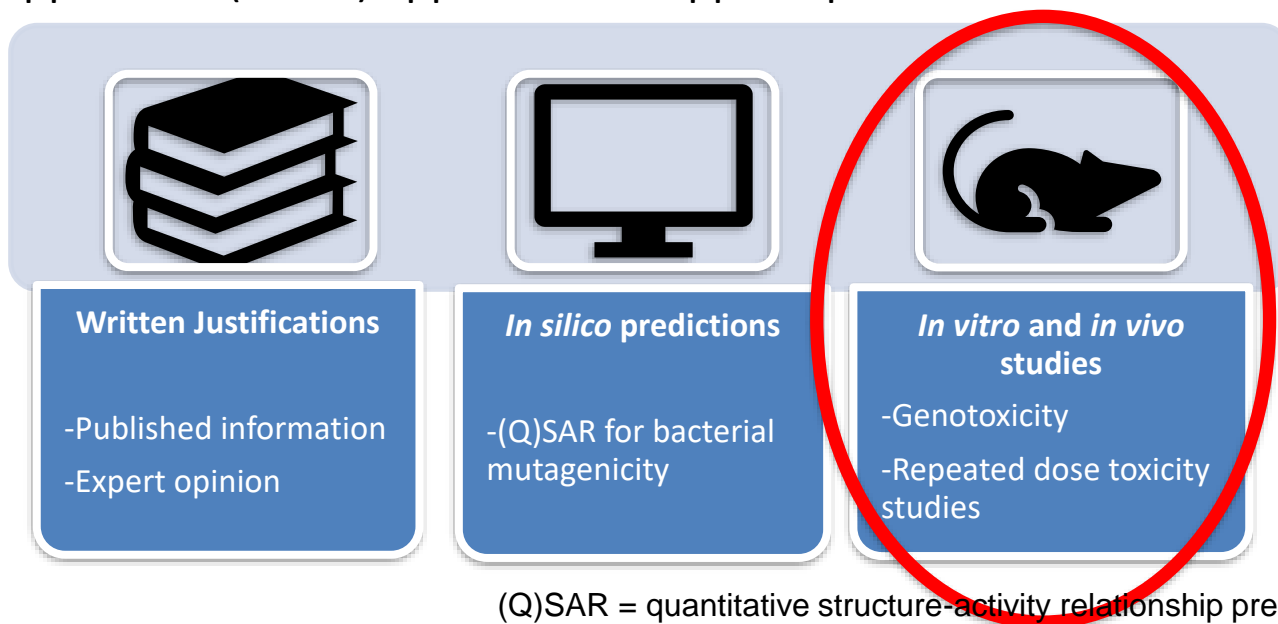 Written Justifications
-Published information
-Expert opinion
In silico predictions
-(Q)SAR for bacterial
mutagenicity
In vitro and in vivo
studies
-Genotoxicity
-Repeated dose toxicity
studies
(Q)SAR = quantitative structure-activity relationship